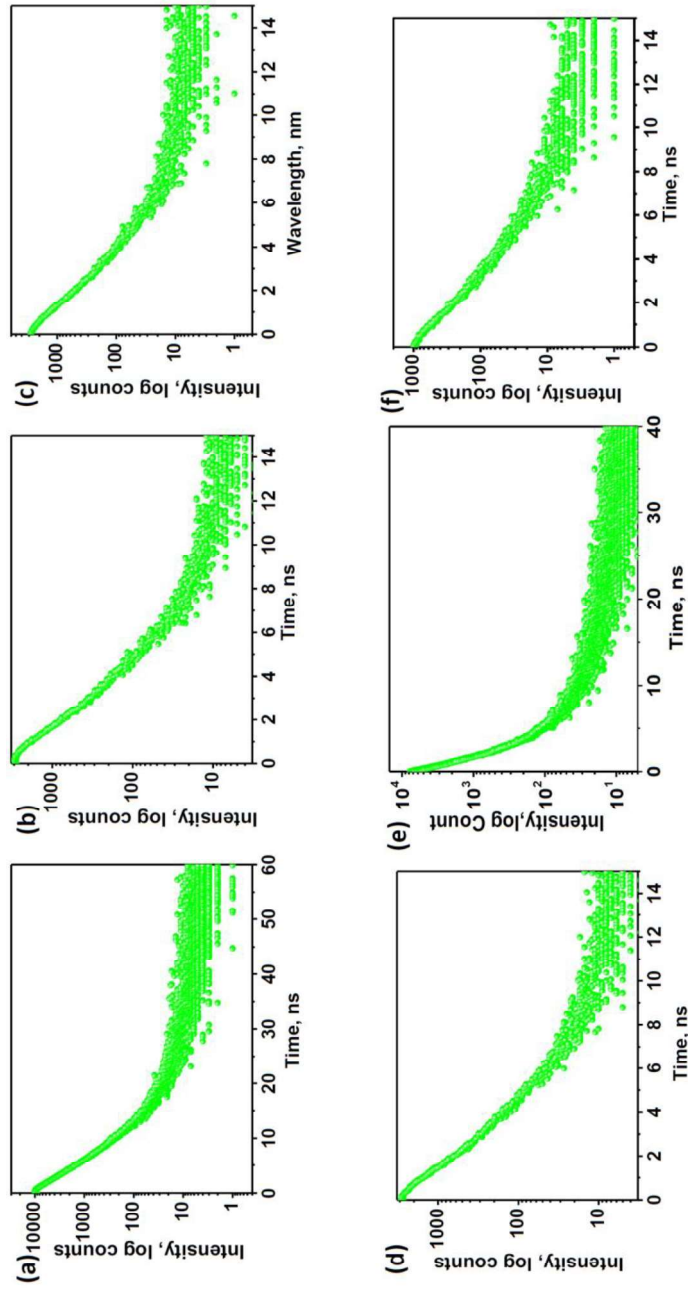 (a)
Intensity, log counts
10000
1000
100
10
1
0 10 20 30 40 50 60
Time, ns
(b)
Intensity, log counts
1000
100
10
0 2 4 6 8 10 12 14
Time, ns
(c)
Intensity, log counts
1000
100
10
1
0 2 4 6 8 10 12 14
Wavelength, nm
(d)
Intensity, log counts
1000
100
10
0 2 4 6 8 10 12 14
Time, ns
(e)
Intensity,log Count
10⁴
10³
10²
10¹
0 10 20 30 40
Time, ns
(f)
Intensity, log counts
1000
100
10
1
0 2 4 6 8 10 12 14
Time, ns